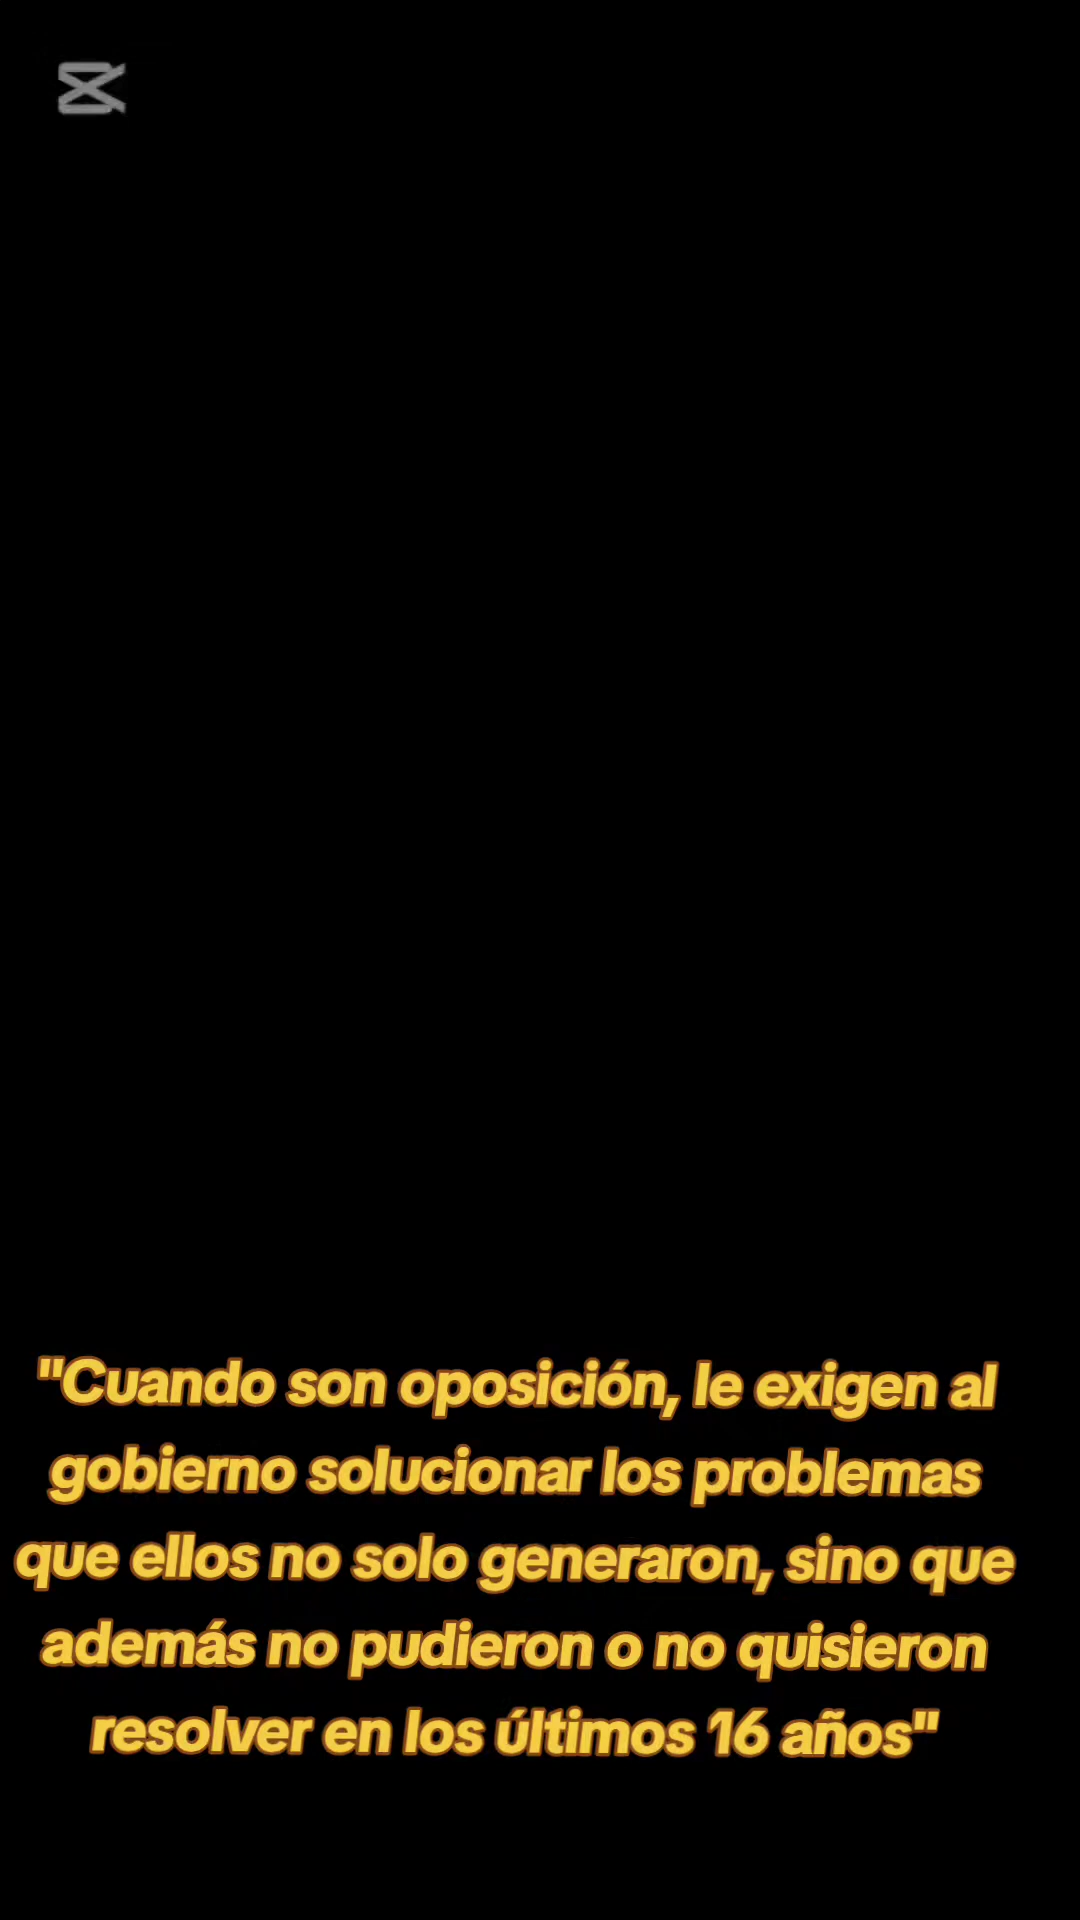 "Cuando son oposición, le exigen al
gobierno solucionar los problemas
que ellos no solo generaron, sino que
además no pudieron o no quisieron
resolver en los últimos 16 años"